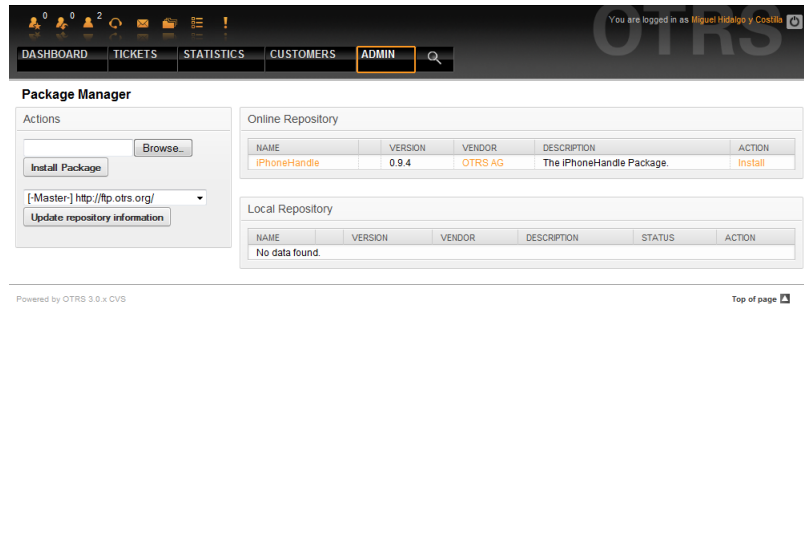 0 0 2
You are logged in as Miguel Hidalgo y Costilla
OTRS
DASHBOARD TICKETS STATISTICS CUSTOMERS ADMIN
Package Manager
Actions
Browse..
Install Package
[-Master-] http://ftp.otrs.org/
Update repository information
Online Repository
NAME VERSION VENDOR DESCRIPTION ACTION
iPhoneHandle 0.9.4 OTRS AG The iPhoneHandle Package. Install
Local Repository
NAME VERSION VENDOR DESCRIPTION STATUS ACTION
No data found.
Powered by OTRS 3.0.x CVS
Top of page